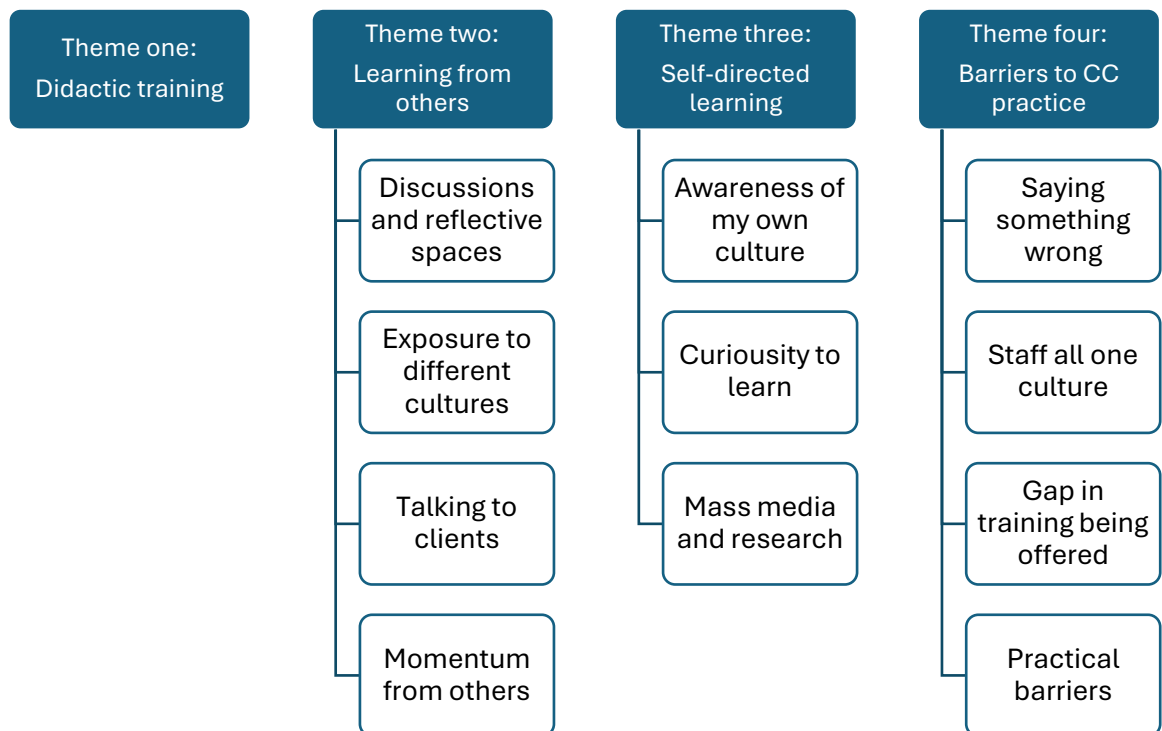 Theme one:
Didactic training
Theme two:
Learning from
others
Discussions
and reflective
spaces
Exposure to
different
cultures
Talking to
clients
Momentum
from others
Theme three:
Self-directed
learning
Awareness of
my own
culture
Curiousity to
learn
Mass media
and research
Theme four:
Barriers to CC
practice
Saying
something
wrong
Staff all one
culture
Gap in
training being
offered
Practical
barriers